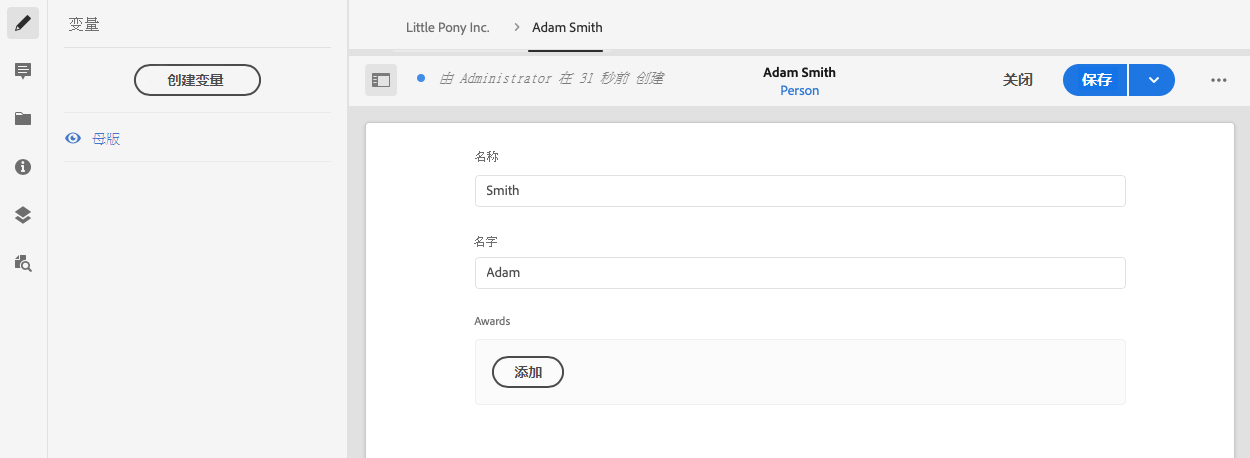 变量
创建变量
母版
Little Pony Inc. Adam Smith
由 Administrator 在 31 秒前 创建
Adam Smith
Person
关闭
保存
名称
Smith
名字
Adam
Awards
添加